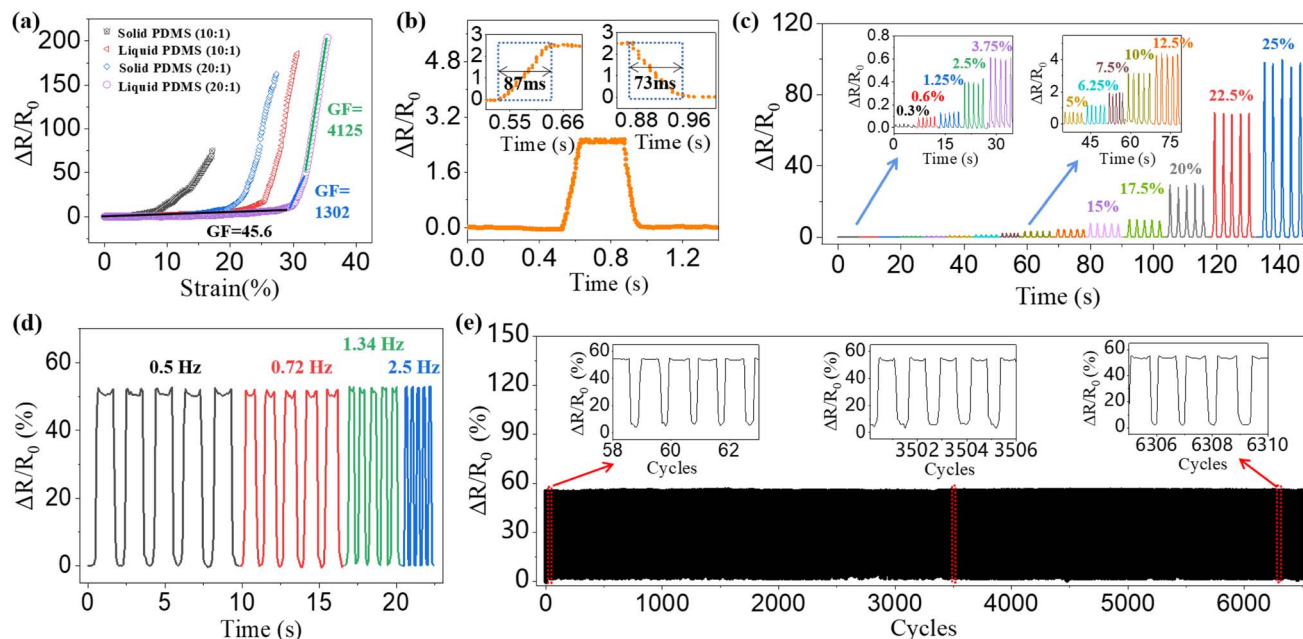 (a)
ΔR/R0
200
150
100
50
0
Solid PDMS (10:1)
Liquid PDMS (10:1)
Solid PDMS (20:1)
Liquid PDMS (20:1)
GF=
4125
GF=
1302
GF=45.6
0 10 20 30 40
Strain(%)
(b)
ΔR/R0
4.8
3.6
2.4
1.2
0.0
3
2
1
0
87ms
0.55 0.66
Time (s)
3
2
1
0
73ms
0.88 0.96
Time (s)
0.0 0.4 0.8 1.2
Time (s)
(c)
ΔR/R0
120
80
40
0
ΔR/R0
0.8
0.6
0.4
0.2
0.0
0.3%
0.6%
1.25%
2.5%
3.75%
0 15 30
Time (s)
ΔR/R0
6
4
2
0
5%
6.25%
7.5%
10%
12.5%
45 60 75
Time (s)
15%
17.5%
20%
22.5%
25%
0 20 40 60 80 100 120 140
Time (s)
(d)
ΔR/R0 (%)
80
60
40
20
0
0.5 Hz
0.72 Hz
1.34 Hz
2.5 Hz
0 5 10 15 20
Time (s)
(e)
ΔR/R0 (%)
150
120
90
60
30
0
ΔR/R0 (%)
60
40
20
0
58 60 62
Cycles
ΔR/R0 (%)
60
40
20
0
3502 3504 3506
Cycles
ΔR/R0 (%)
60
40
20
0
6306 6308 6310
Cycles
0 1000 2000 3000 4000 5000 6000
Cycles